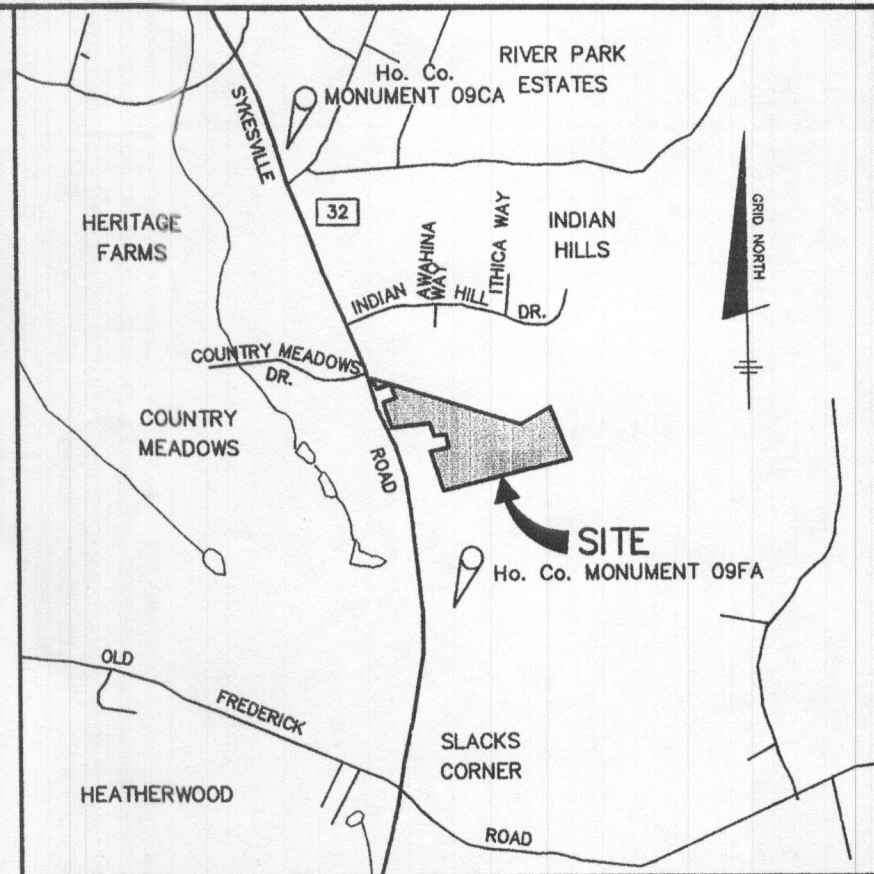 RIVER PARK
ESTATES
Ho. Co.
MONUMENT 09CA
SYKESVILLE
32
HERITAGE
FARMS
GRID NORTH
INDIAN
HILLS
AWAHINA
WAY
ITHICA WAY
INDIAN HILL DR.
COUNTRY MEADOWS
DR.
COUNTRY
MEADOWS
ROAD
SITE
Ho. Co. MONUMENT 09FA
OLD
FREDERICK
SLACKS
CORNER
HEATHERWOOD
ROAD